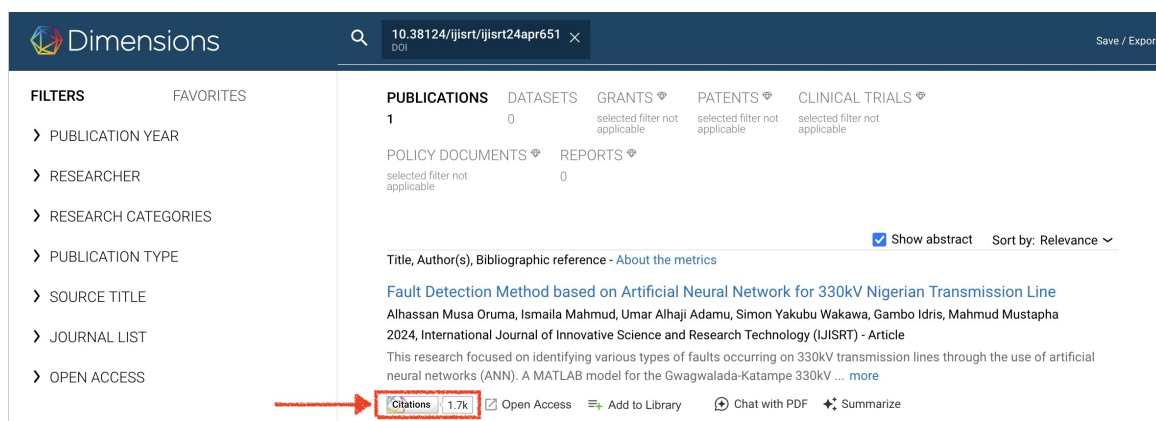 Dimensions
10.38124/ijisrt/ijisrt24apr651 ×
DOI
Save / Expor
FILTERS FAVORITES
PUBLICATION YEAR
RESEARCHER
RESEARCH CATEGORIES
PUBLICATION TYPE
SOURCE TITLE
JOURNAL LIST
OPEN ACCESS
PUBLICATIONS DATASETS GRANTS PATENTS CLINICAL TRIALS
1 0 selected filter not selected filter not selected filter not
applicable applicable applicable
POLICY DOCUMENTS REPORTS
selected filter not 0
applicable
Show abstract Sort by: Relevance
Title, Author(s), Bibliographic reference - About the metrics
Fault Detection Method based on Artificial Neural Network for 330kV Nigerian Transmission Line
Alhassan Musa Oruma, Ismaila Mahmud, Umar Alhaji Adamu, Simon Yakubu Wakawa, Gambo Idris, Mahmud Mustapha
2024, International Journal of Innovative Science and Research Technology (IJISRT) - Article
This research focused on identifying various types of faults occurring on 330kV transmission lines through the use of artificial
neural networks (ANN). A MATLAB model for the Gwagwalada-Katampe 330kV ... more
Citations 1.7k Open Access Add to Library Chat with PDF Summarize